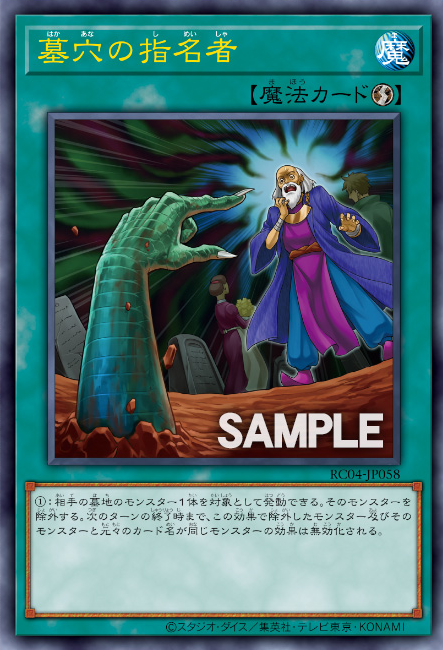 墓穴の指名者
魔
【魔法カード】
SAMPLE
RC04-JP058
①:相手の墓地のモンスター1体を対象として発動できる。そのモンスターを
除外する。次のターンの終了時まで、この効果で除外したモンスター及びその
モンスターと元々のカード名が同じモンスターの効果は無効化される。
©スタジオ・ダイス/集英社・テレビ東京・KONAMI